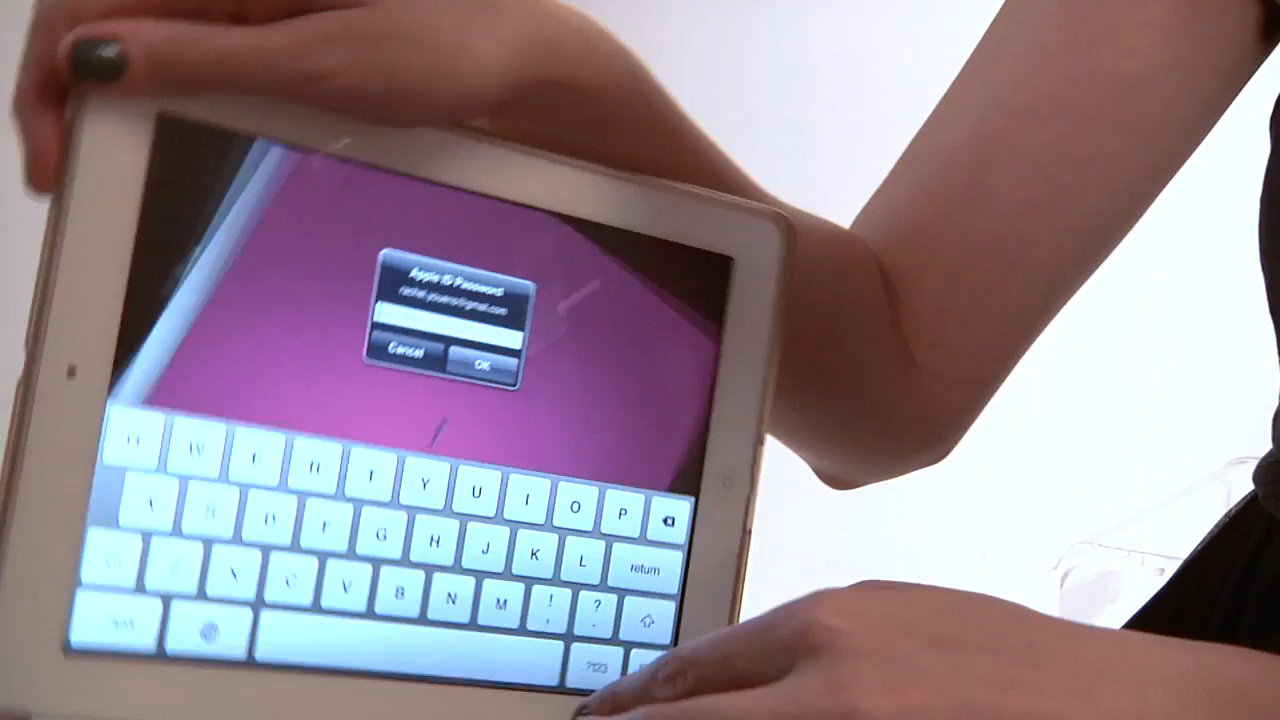 Apple ID Password
Cancel OK
W T Y U I O P
F G H J K L return
V B N M ! , ? .
.?123